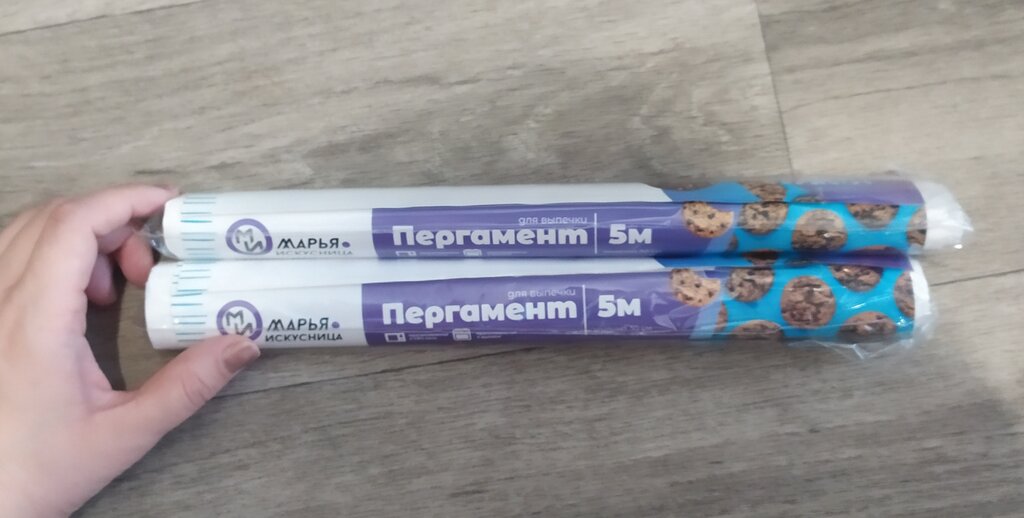 для выпечки
МИ МАРЬЯ
ИСКУСНИЦА
Пергамент 5м
для выпечки
МИ МАРЬЯ
ИСКУСНИЦА
Пергамент 5м